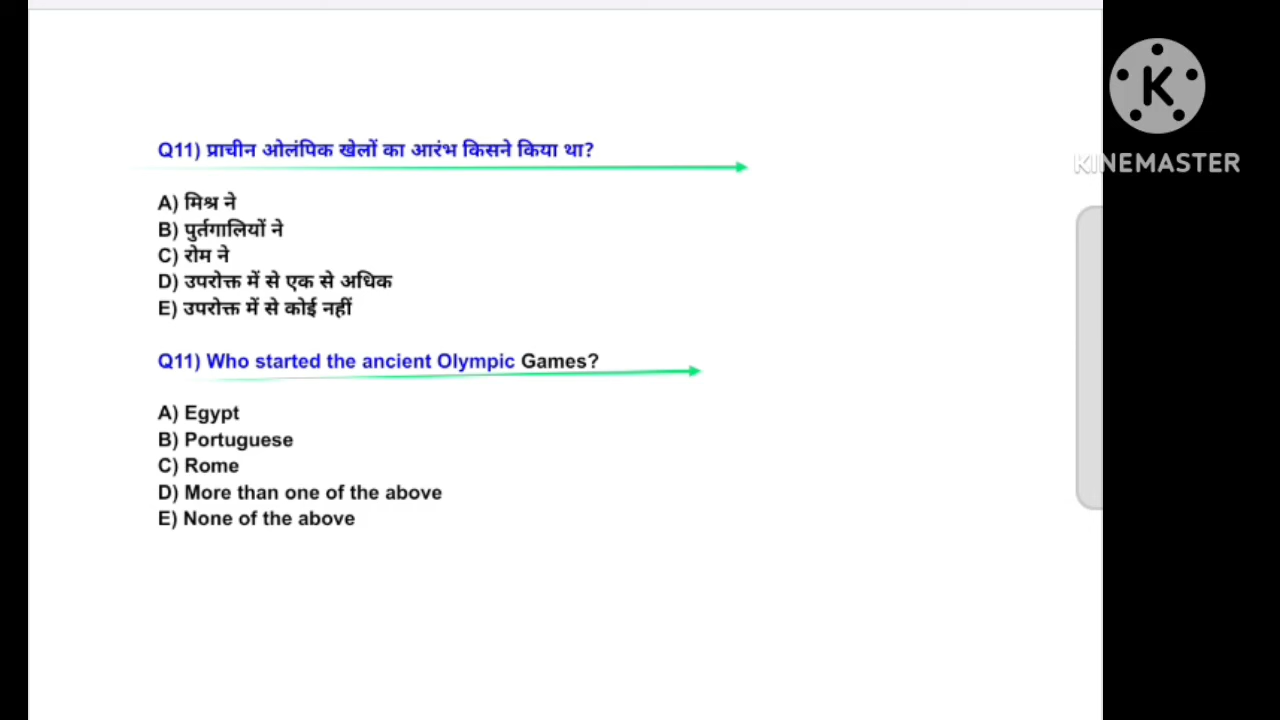 Q11) प्राचीन ओलंपिक खेलों का आरंभ किसने किया था?
A) मिश्र ने
B) पुर्तगालियों ने
C) रोम ने
D) उपरोक्त में से एक से अधिक
E) उपरोक्त में से कोई नहीं
Q11) Who started the ancient Olympic Games?
A) Egypt
B) Portuguese
C) Rome
D) More than one of the above
E) None of the above
K
KINEMASTER